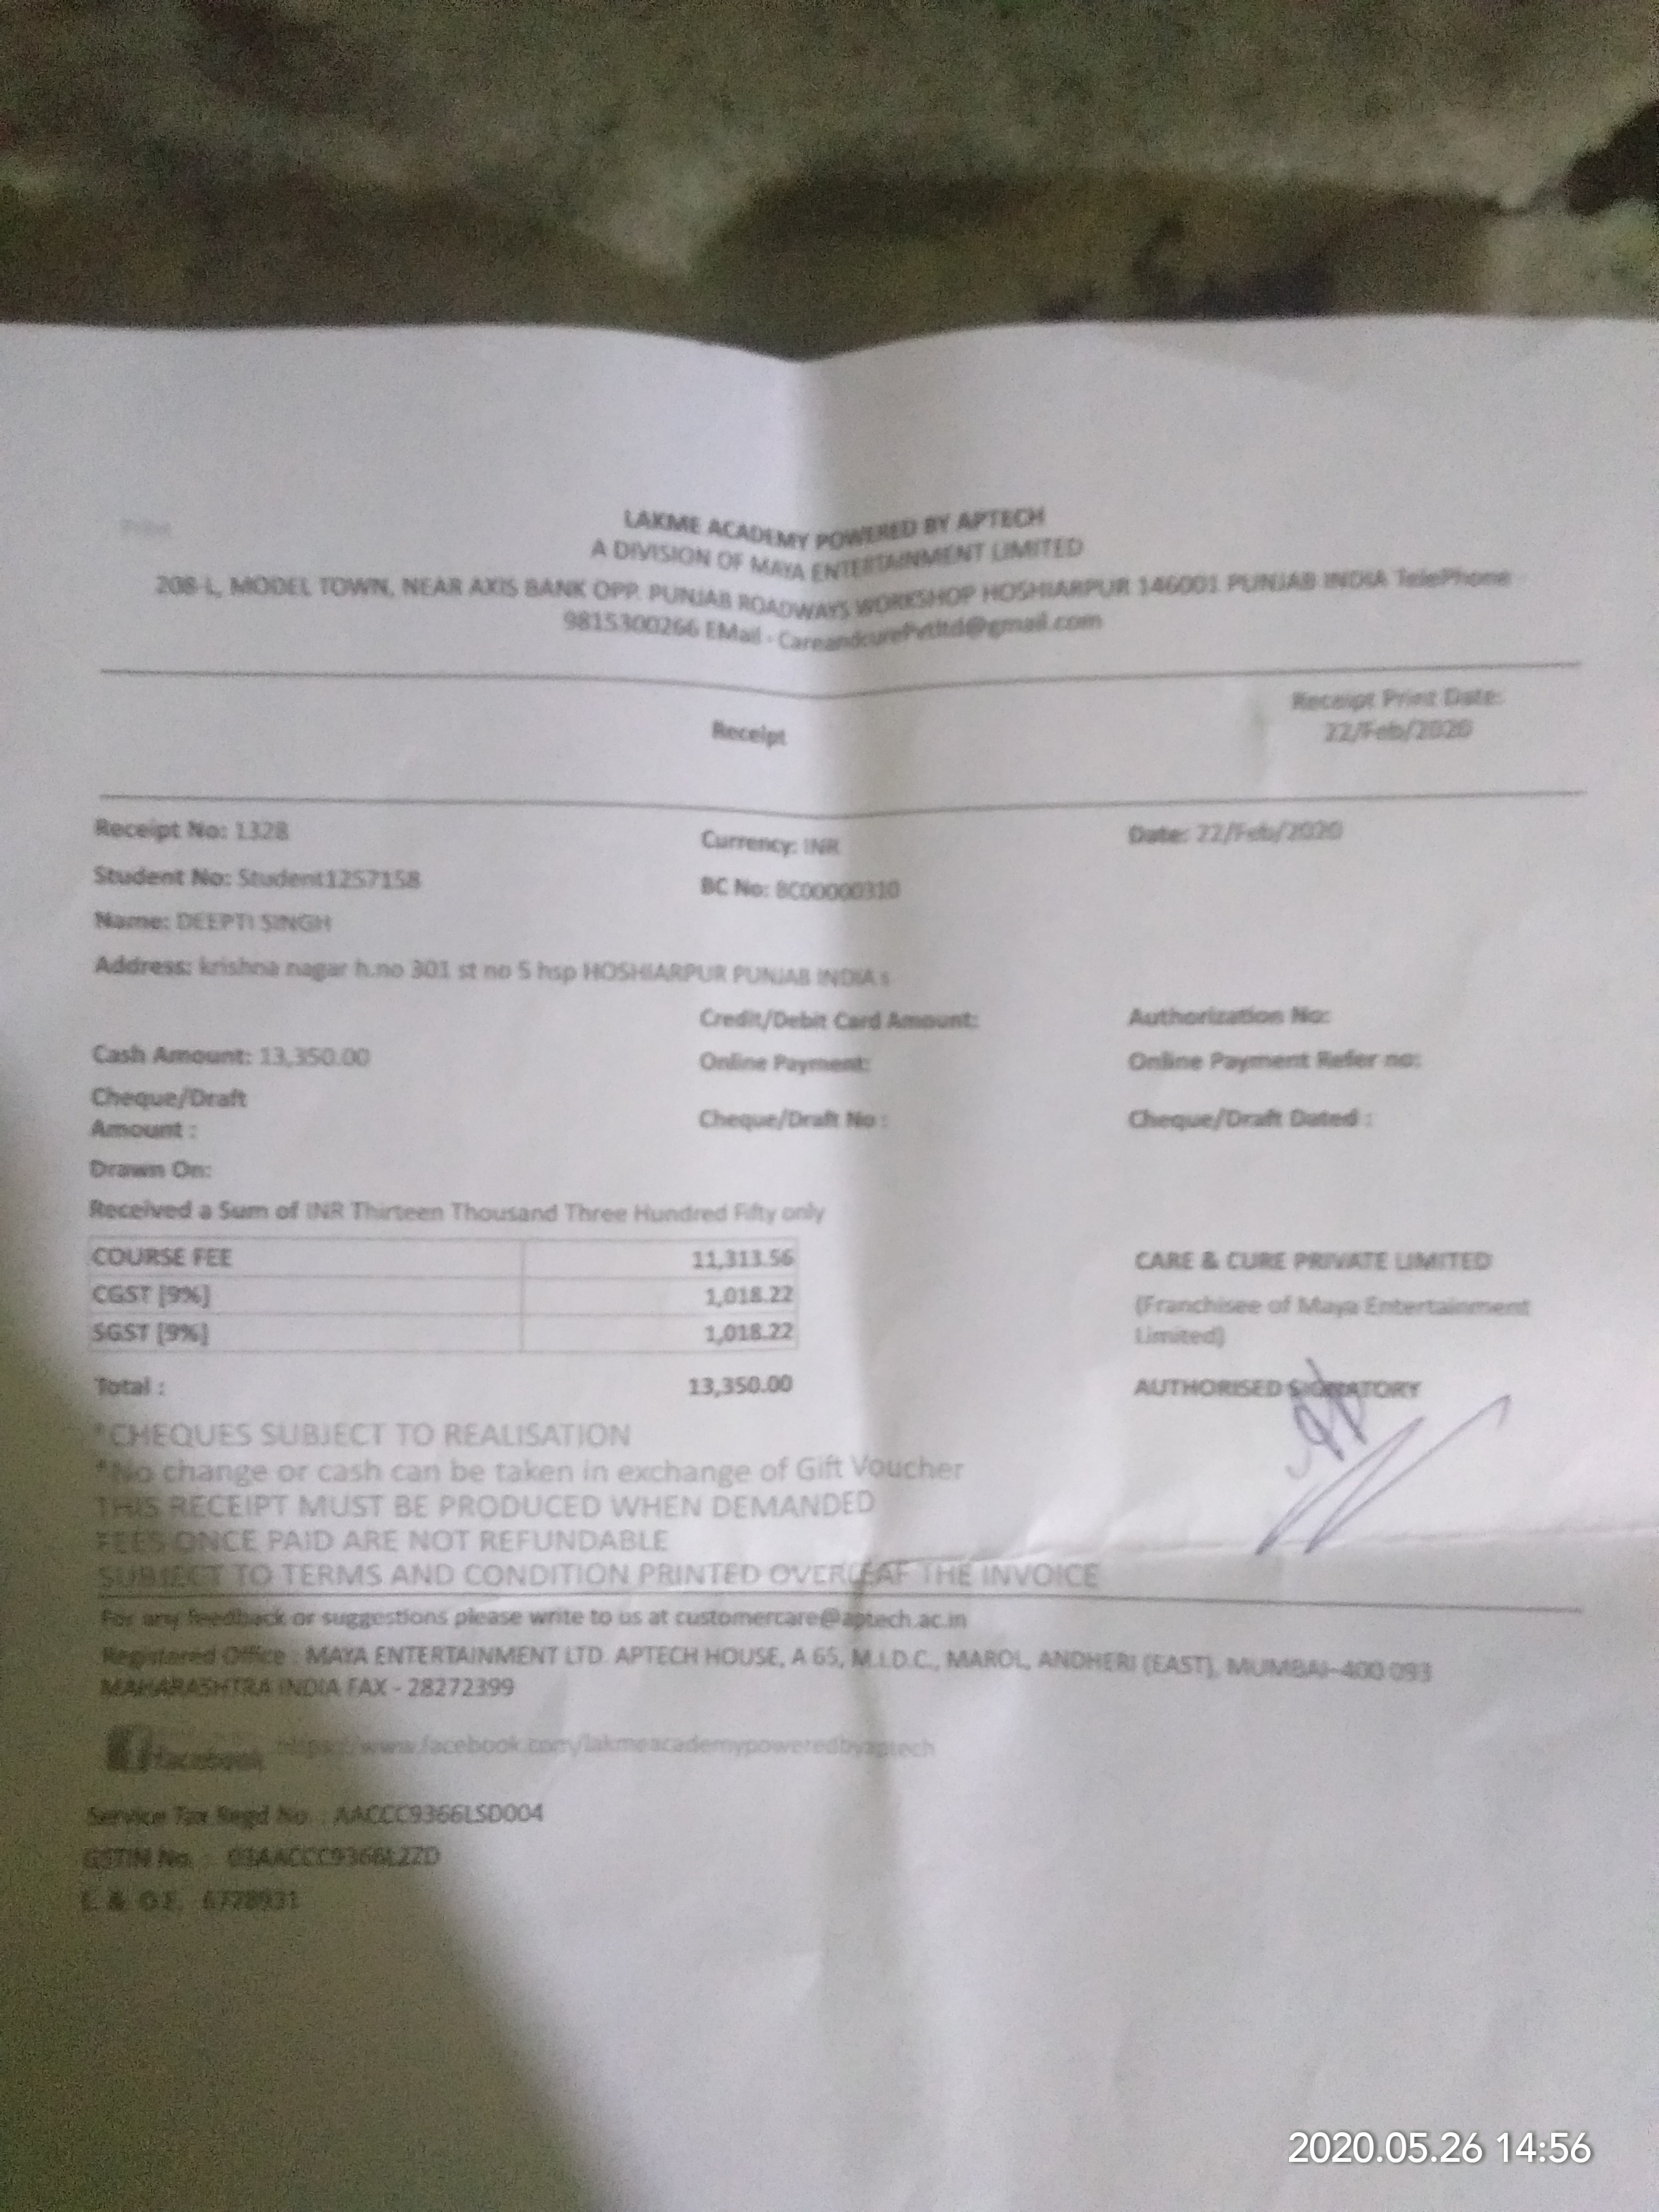 Print
LAKME ACADEMY POWERED BY APTECH
A DIVISION OF MAYA ENTERTAINMENT LIMITED
208-L, MODEL TOWN, NEAR AXIS BANK OPP. PUNJAB ROADWAYS WORKSHOP HOSHIARPUR 146001 PUNJAB INDIA TelePhone
9815300266 EMail - CareandcurePvtltd@gmail.com
Receipt Print Date:
Receipt
22/Feb/2020
Receipt No: 1328 Currency: INR Date: 22/Feb/2020
Student No: Student1257158 BC No: BC00000310
Name: DEEPTI SINGH
Address: krishna nagar h.no 301 st no 5 hsp HOSHIARPUR PUNJAB INDIA s
Credit/Debit Card Amount: Authorization No:
Cash Amount: 13,350.00 Online Payment: Online Payment Refer no:
Cheque/Draft
Amount : Cheque/Draft No : Cheque/Draft Dated :
Drawn On:
Received a Sum of INR Thirteen Thousand Three Hundred Fifty only
COURSE FEE 11,313.56 CARE & CURE PRIVATE LIMITED
CGST [9%] 1,018.22 (Franchisee of Maya Entertainment
SGST [9%] 1,018.22 Limited)
Total : 13,350.00 AUTHORISED SIGNATORY
*CHEQUES SUBJECT TO REALISATION
*No change or cash can be taken in exchange of Gift Voucher
THIS RECEIPT MUST BE PRODUCED WHEN DEMANDED
FEES ONCE PAID ARE NOT REFUNDABLE
SUBJECT TO TERMS AND CONDITION PRINTED OVERLEAF THE INVOICE
For any feedback or suggestions please write to us at customercare@aptech.ac.in
Registered Office : MAYA ENTERTAINMENT LTD. APTECH HOUSE, A 65, M.I.D.C., MAROL, ANDHERI (EAST), MUMBAI-400 093
MAHARASHTRA INDIA FAX - 28272399
facebook https://www.facebook.com/lakmeacademypoweredbyaptech
Service Tax Regd No : AACCC9366LSD004
GSTIN No. : 03AACCC9366L2ZD
E. & O.E. 6778931
2020.05.26 14:56